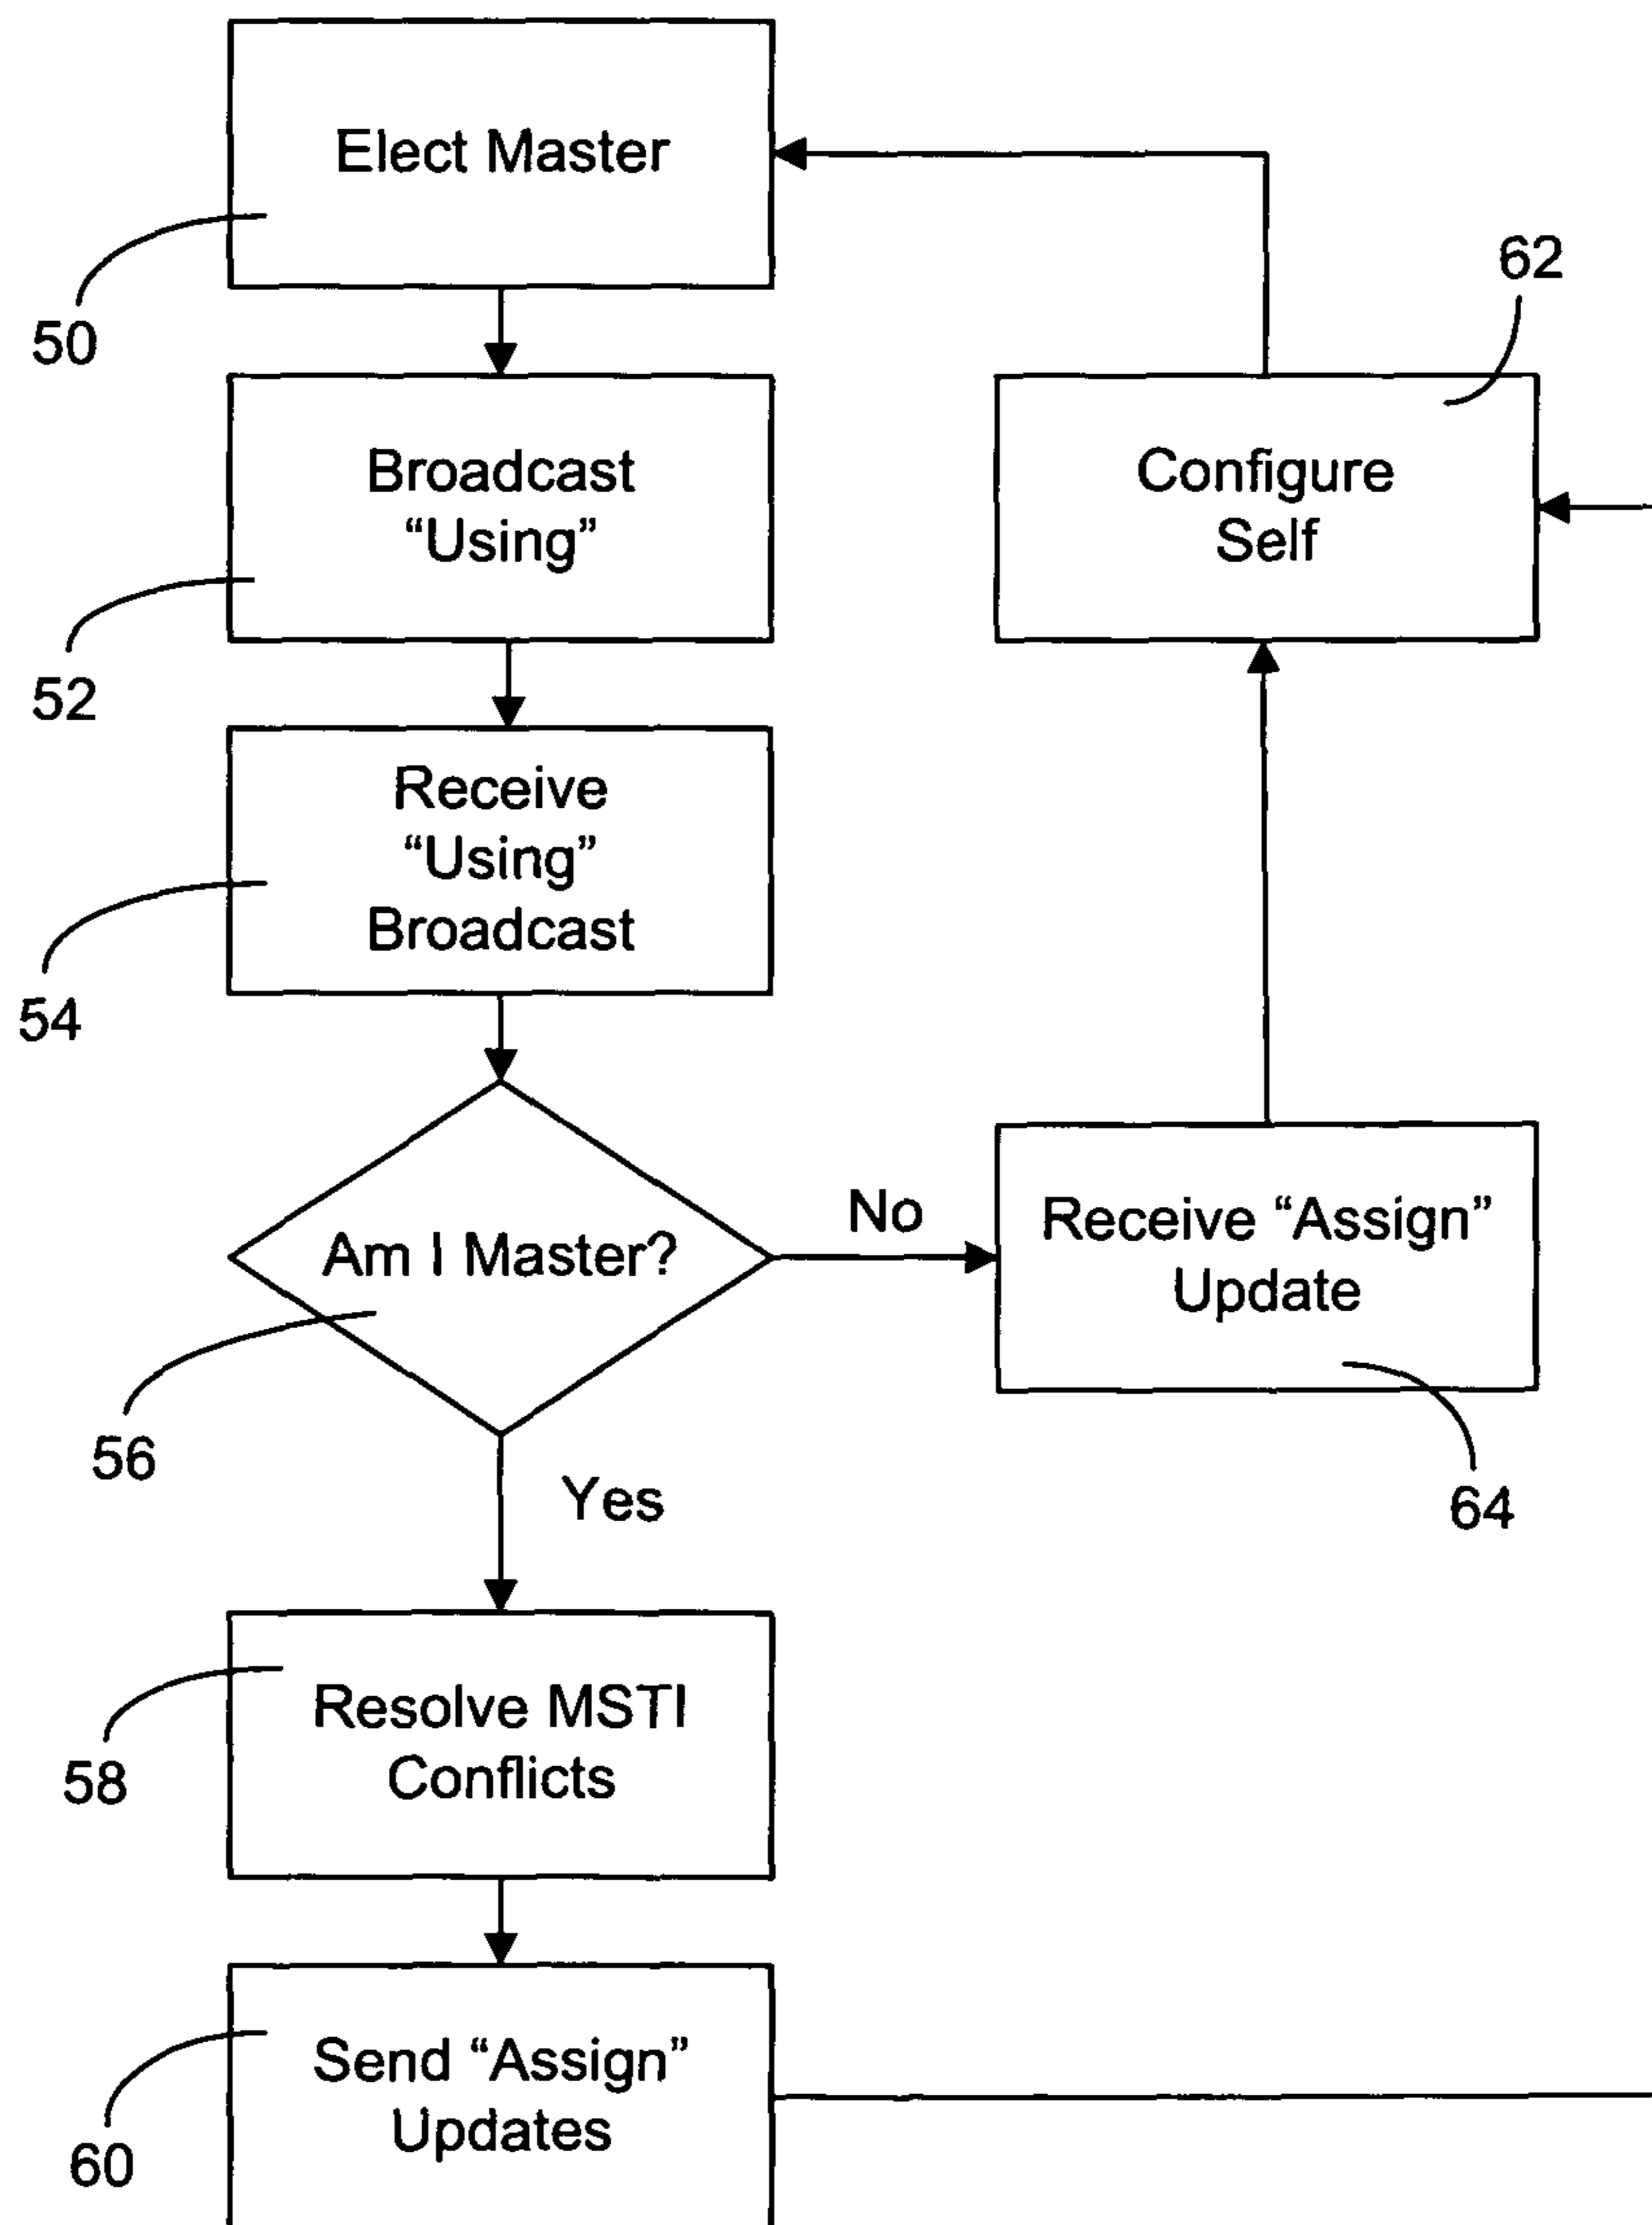 Elect Master
50
62
Broadcast
“Using”
52
Configure
Self
Receive
“Using”
Broadcast
54
Am I Master?
56
No
Receive “Assign”
Update
64
Yes
Resolve MSTI
Conflicts
58
Send “Assign”
Updates
60